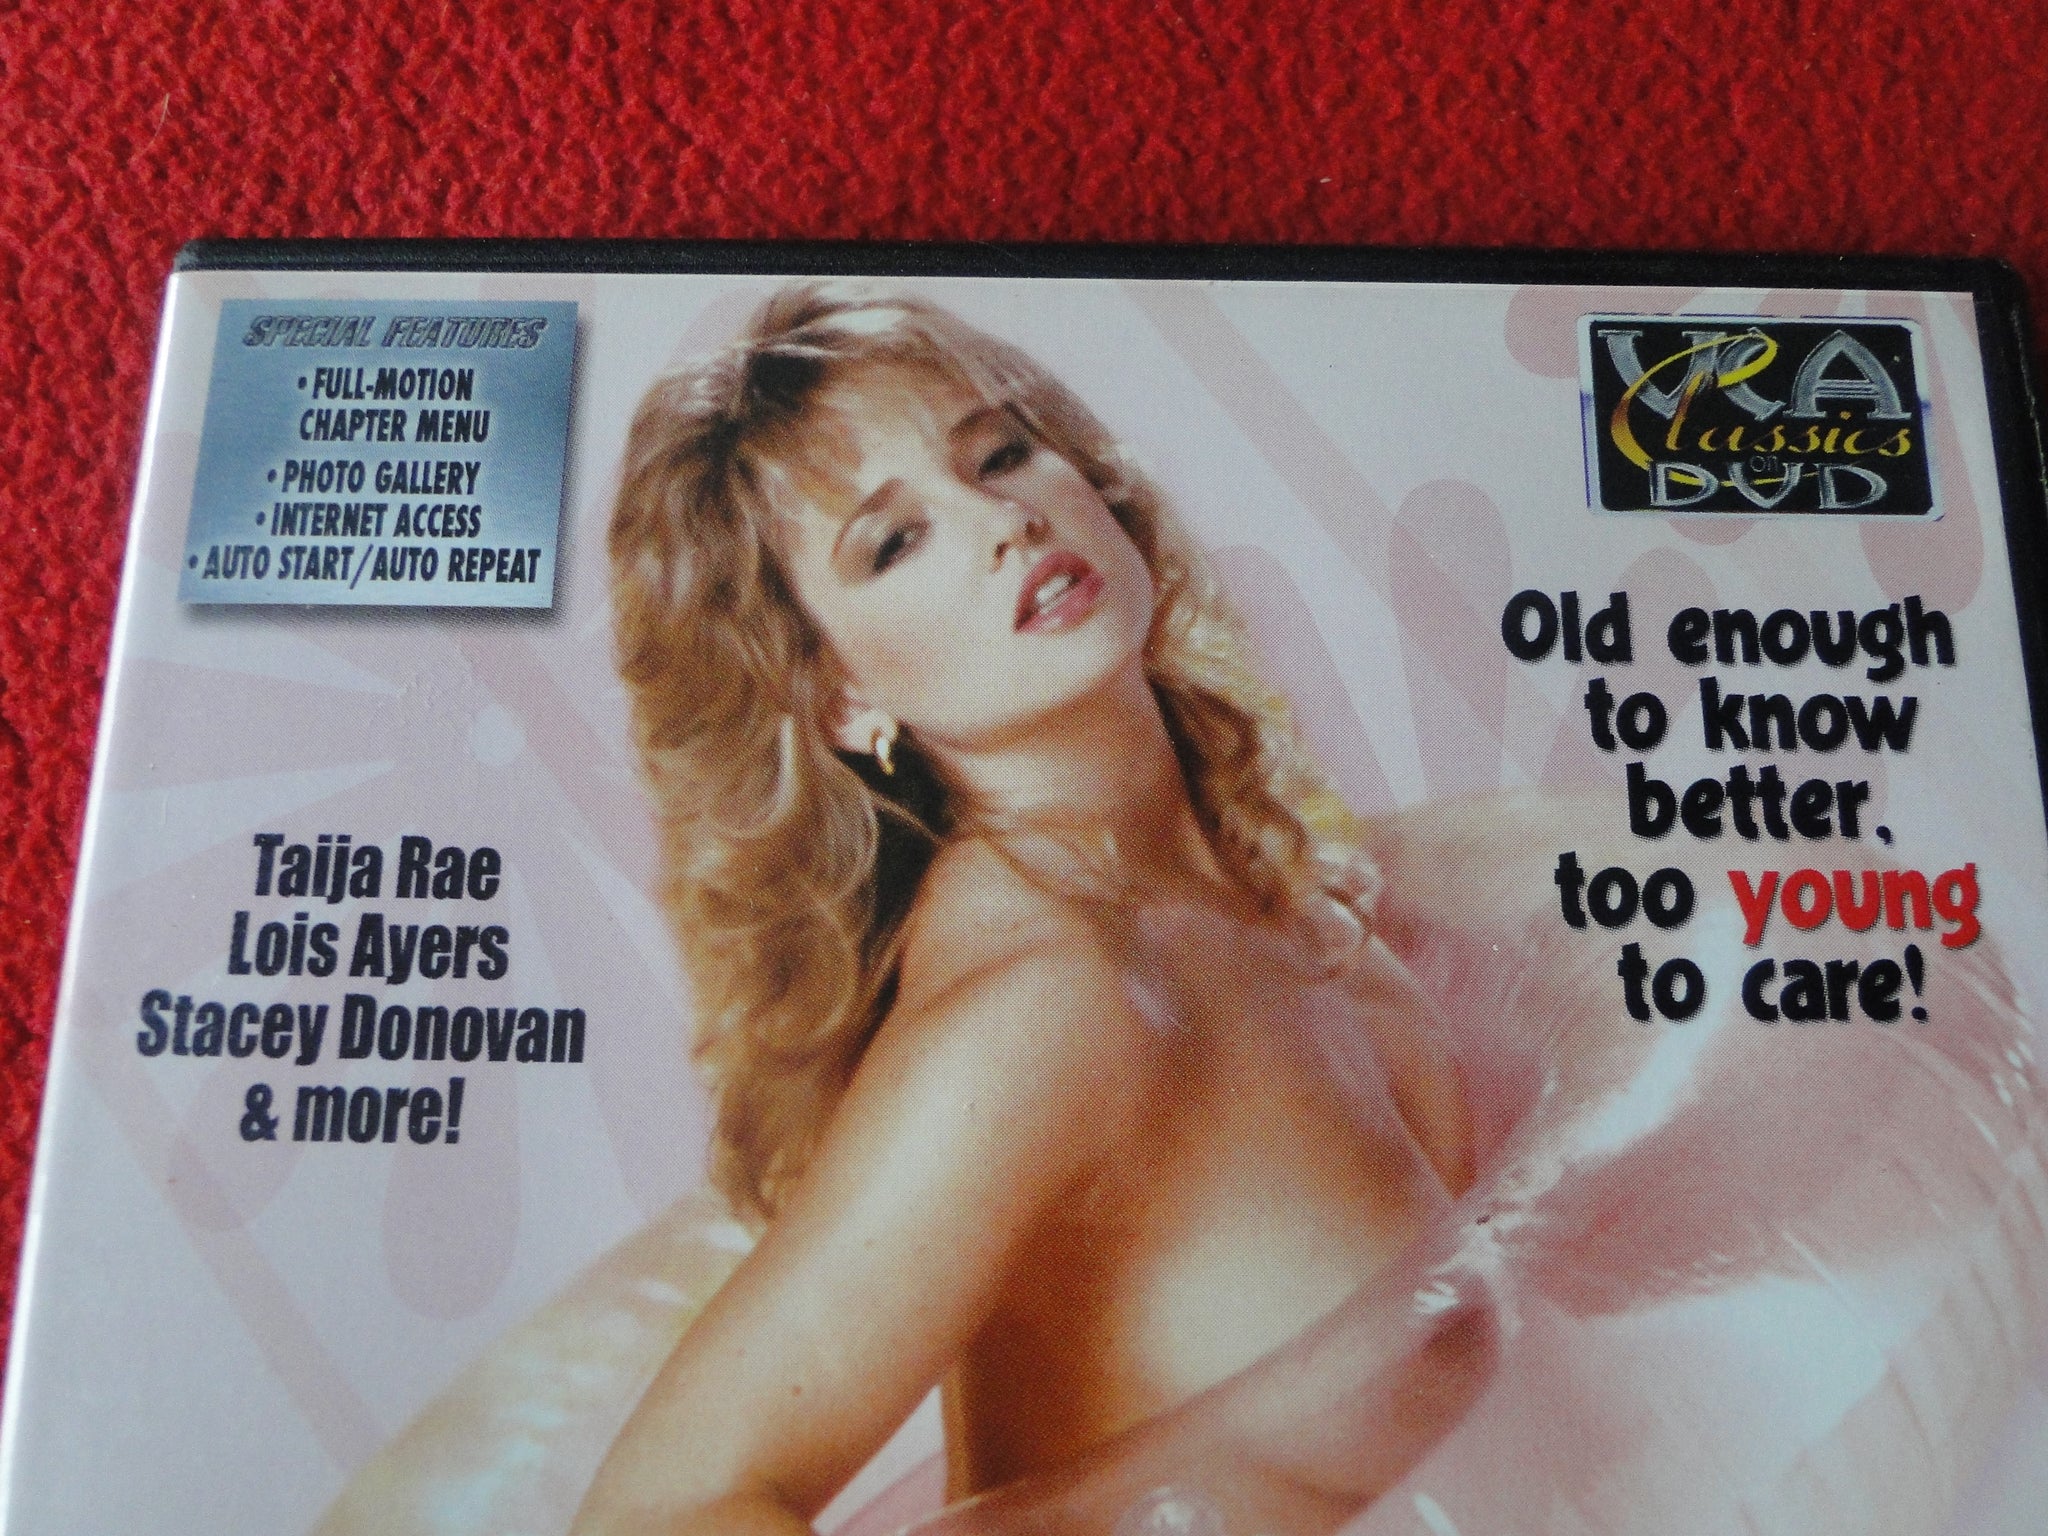 SPECIAL FEATURES
• FULL-MOTION
CHAPTER MENU
• PHOTO GALLERY
• INTERNET ACCESS
• AUTO START/AUTO REPEAT
VCA
Classics
on
DVD
Old enough
to know
better,
too young
to care!
Taija Rae
Lois Ayers
Stacey Donovan
& more!